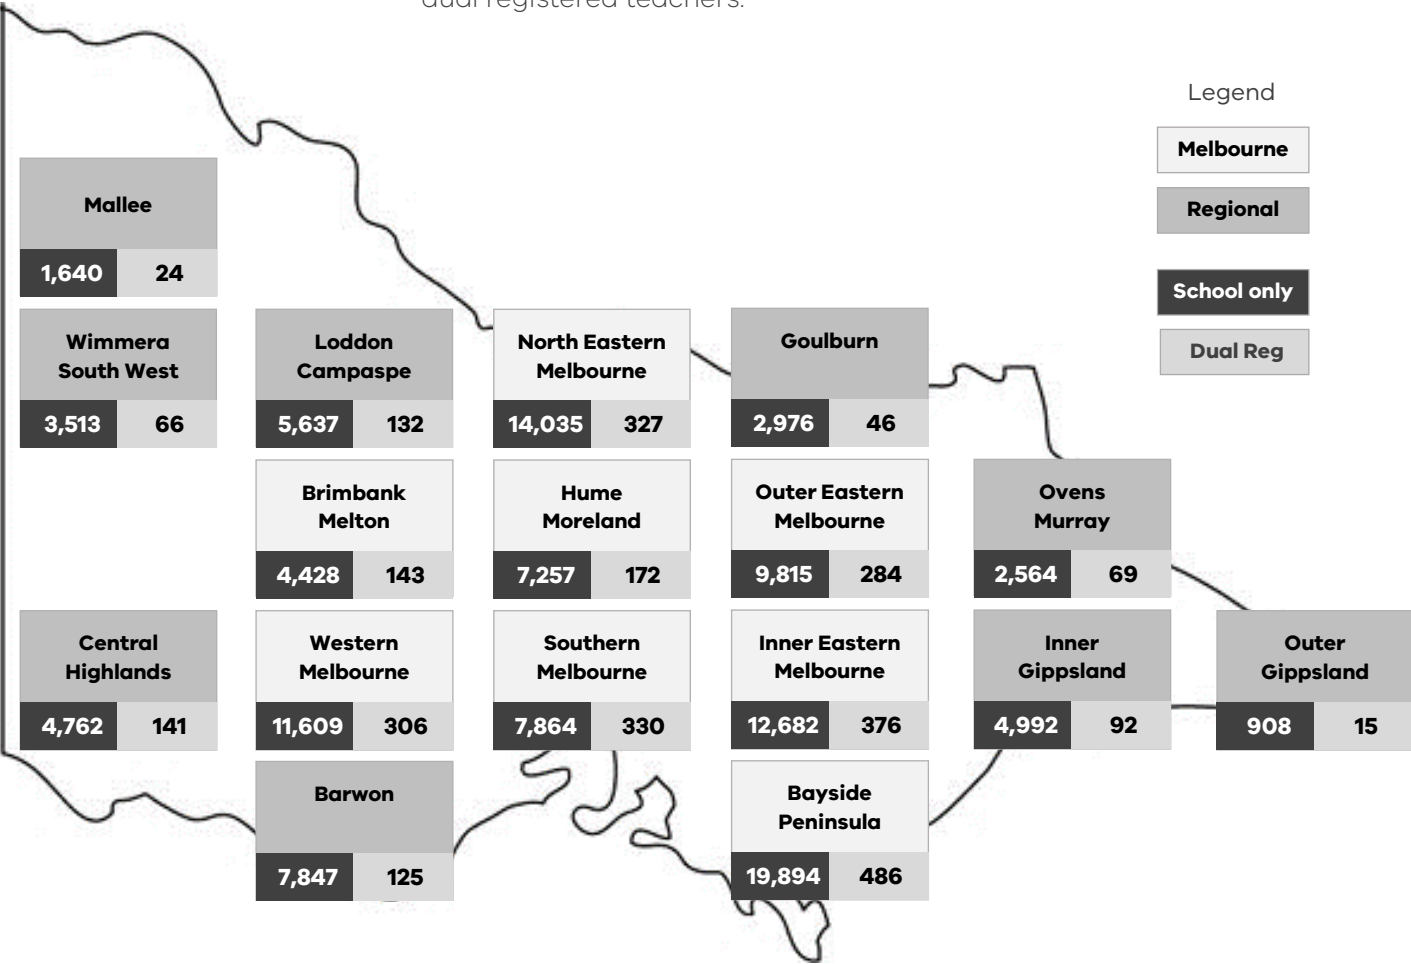 dual registered teachers.
Legend
Melbourne
Regional
School only
Dual Reg
Mallee
1,640 24
Wimmera
South West
3,513 66
Loddon
Campaspe
5,637 132
North Eastern
Melbourne
14,035 327
Goulburn
2,976 46
Brimbank
Melton
4,428 143
Hume
Moreland
7,257 172
Outer Eastern
Melbourne
9,815 284
Ovens
Murray
2,564 69
Central
Highlands
4,762 141
Western
Melbourne
11,609 306
Southern
Melbourne
7,864 330
Inner Eastern
Melbourne
12,682 376
Inner
Gippsland
4,992 92
Outer
Gippsland
908 15
Barwon
7,847 125
Bayside
Peninsula
19,894 486